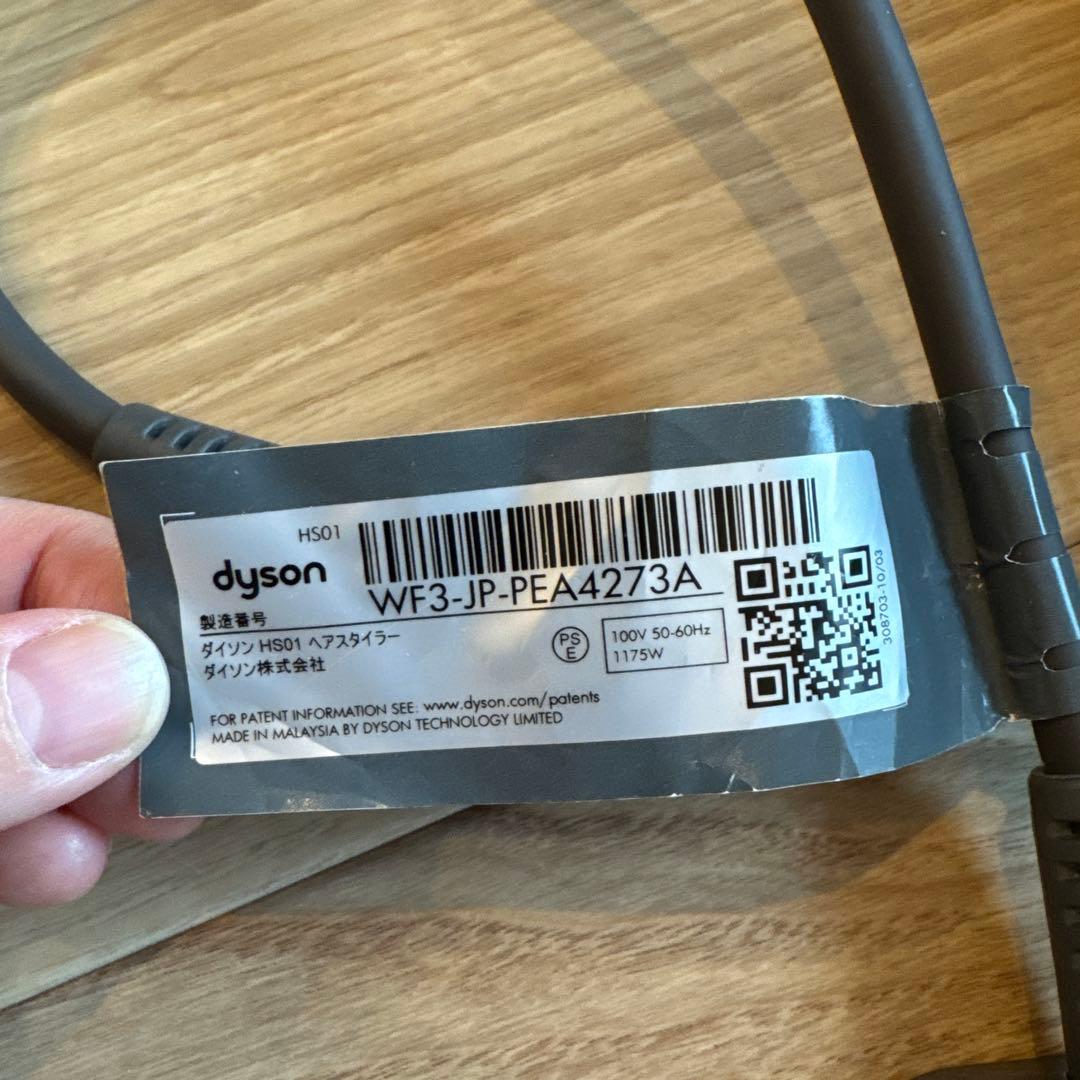 HS01
dyson
WF3-JP-PEA4273A
製造番号
ダイソン HS01 ヘアスタイラー
ダイソン株式会社
PS
E
100V 50-60Hz
1175W
FOR PATENT INFORMATION SEE: www.dyson.com/patents
MADE IN MALAYSIA BY DYSON TECHNOLOGY LIMITED
308703-10/03